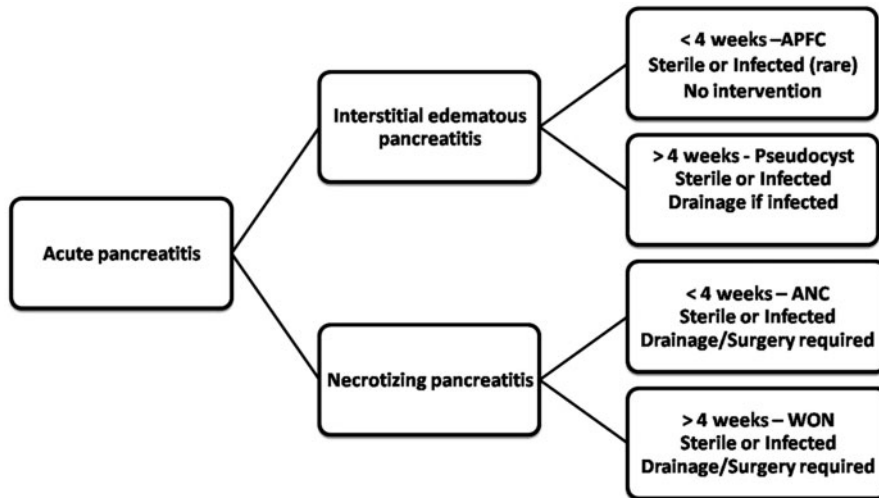 Acute pancreatitis
Interstitial edematous
pancreatitis
Necrotizing pancreatitis
< 4 weeks –APFC
Sterile or Infected (rare)
No intervention
> 4 weeks - Pseudocyst
Sterile or Infected
Drainage if infected
< 4 weeks – ANC
Sterile or Infected
Drainage/Surgery required
> 4 weeks – WON
Sterile or Infected
Drainage/Surgery required